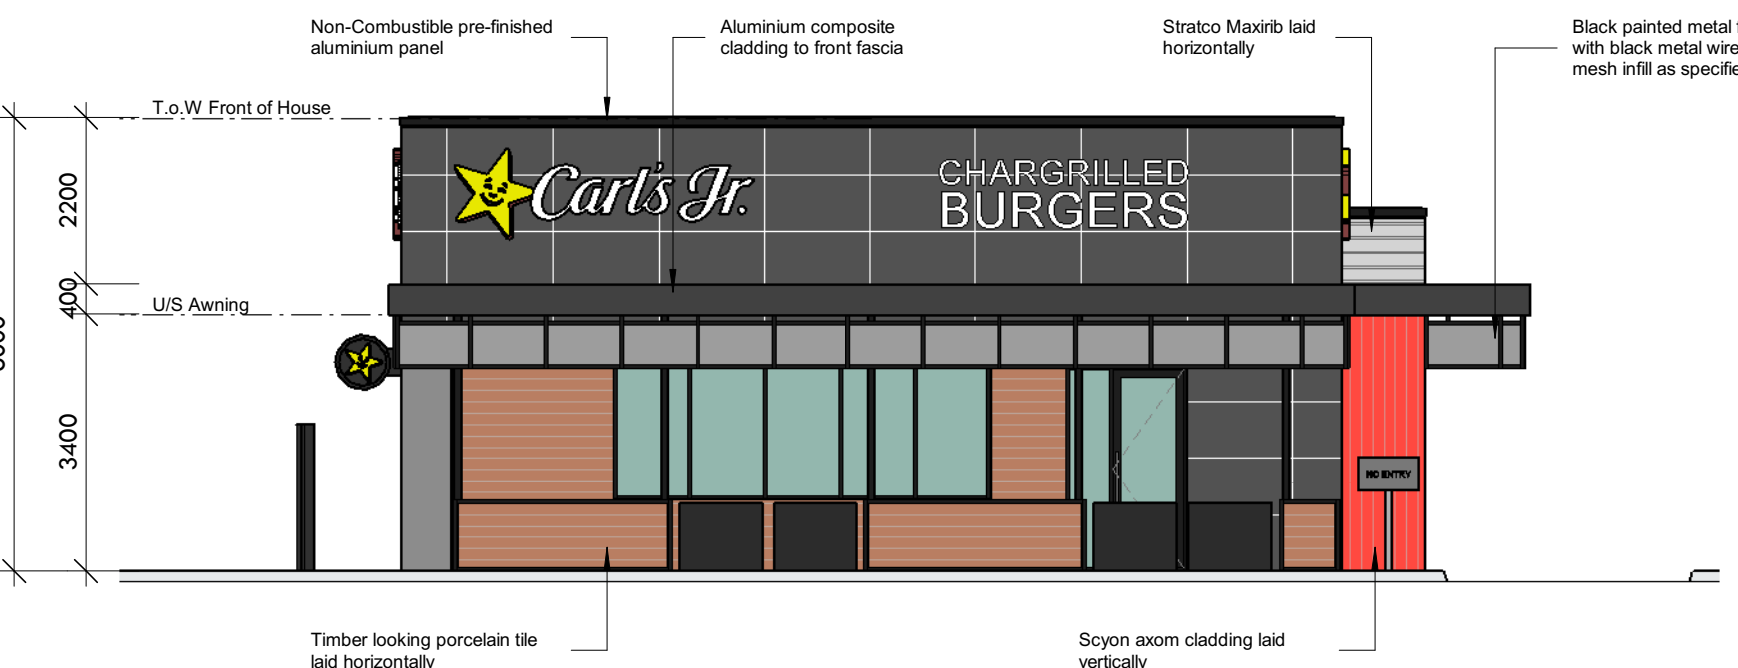 Non-Combustible pre-finished
aluminium panel
Aluminium composite
cladding to front fascia
Stratco Maxirib laid
horizontally
Black painted metal
with black metal wire
mesh infill as specifie
T.o.W Front of House
2200
400
U/S Awning
3400
Carl's Jr.
CHARGRILLED
BURGERS
NO ENTRY
Timber looking porcelain tile
laid horizontally
Scyon axom cladding laid
vertically